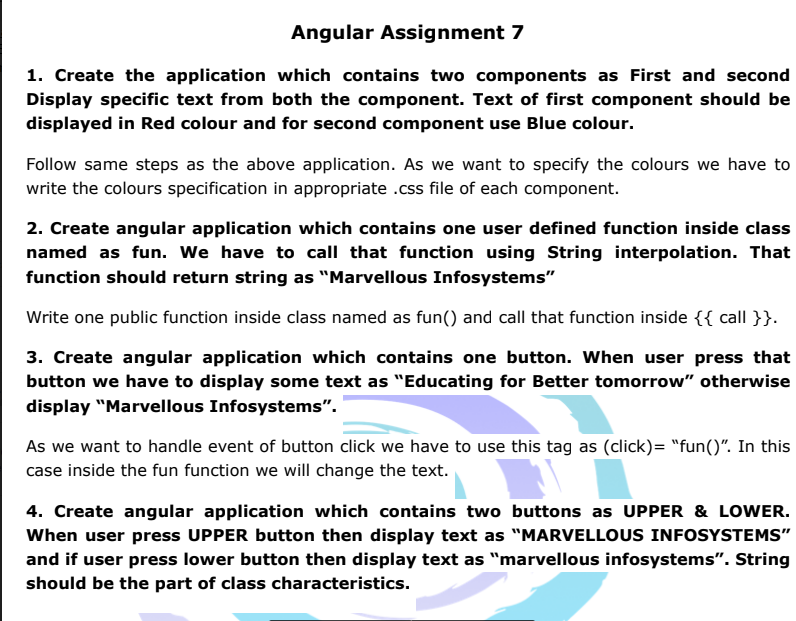 Angular Assignment 7
1. Create the application which contains two components as First and second
Display specific text from both the component. Text of first component should be
displayed in Red colour and for second component use Blue colour.
Follow same steps as the above application. As we want to specify the colours we have to
write the colours specification in appropriate .css file of each component.
2. Create angular application which contains one user defined function inside class
named as fun. We have to call that function using String interpolation. That
function should return string as “Marvellous Infosystems”
Write one public function inside class named as fun() and call that function inside {{ call }}.
3. Create angular application which contains one button. When user press that
button we have to display some text as “Educating for Better tomorrow” otherwise
display “Marvellous Infosystems”.
As we want to handle event of button click we have to use this tag as (click)= “fun()”. In this
case inside the fun function we will change the text.
4. Create angular application which contains two buttons as UPPER & LOWER.
When user press UPPER button then display text as “MARVELLOUS INFOSYSTEMS”
and if user press lower button then display text as “marvellous infosystems”. String
should be the part of class characteristics.